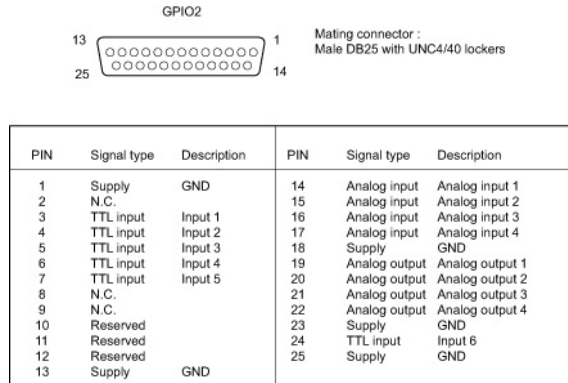 GPIO2
13 1
25 14
Mating connector :
Male DB25 with UNC4/40 lockers
PIN Signal type Description PIN Signal type Description
1 Supply GND 14 Analog input Analog input 1
2 N.C. 15 Analog input Analog input 2
3 TTL input Input 1 16 Analog input Analog input 3
4 TTL input Input 2 17 Analog input Analog input 4
5 TTL input Input 3 18 Supply GND
6 TTL input Input 4 19 Analog output Analog output 1
7 TTL input Input 5 20 Analog output Analog output 2
8 N.C. 21 Analog output Analog output 3
9 N.C. 22 Analog output Analog output 4
10 Reserved 23 Supply GND
11 Reserved 24 TTL input Input 6
12 Reserved 25 Supply GND
13 Supply GND